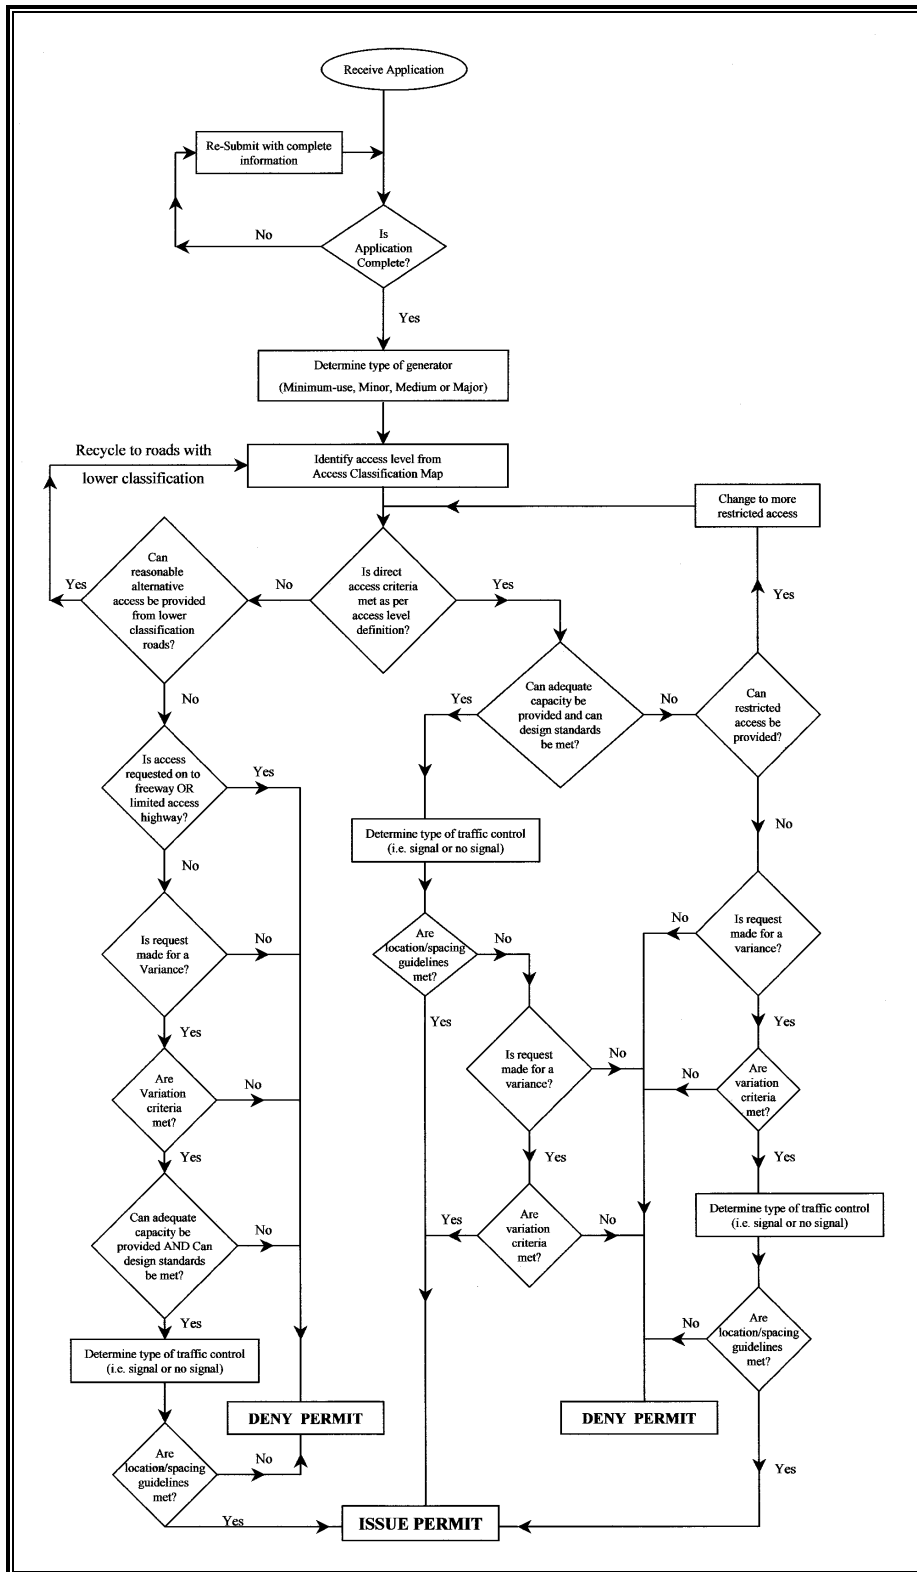 Receive Application
Re-Submit with complete
information
No
Is
Application
Complete?
Yes
Determine type of generator
(Minimum-use, Minor, Medium or Major)
Recycle to roads with
lower classification
Identify access level from
Access Classification Map
Change to more
restricted access
Can
reasonable
alternative
access be provided
from lower
classification
roads?
Yes
No
Is direct
access criteria
met as per
access level
definition?
Yes
Yes
No
Yes
Can adequate
capacity be
provided and can
design standards
be met?
No
Can
restricted
access be
provided?
Is access
requested on to
freeway OR
limited access
highway?
Yes
No
Determine type of traffic control
(i.e. signal or no signal)
No
Is request
made for a
Variance?
No
Are
location/spacing
guidelines
met?
No
No
Is request
made for a
variance?
Yes
Yes
Yes
Is request
made for a
variance?
No
Are
Variation
criteria
met?
No
No
Are
variation
criteria
met?
Yes
Yes
Yes
Can adequate
capacity be
provided AND Can
design standards
be met?
No
Yes
Are
variation
criteria
met?
No
Determine type of traffic control
(i.e. signal or no signal)
Yes
Determine type of traffic control
(i.e. signal or no signal)
No
Are
location/spacing
guidelines
met?
DENY PERMIT
DENY PERMIT
Are
location/spacing
guidelines
met?
No
Yes
Yes
ISSUE PERMIT